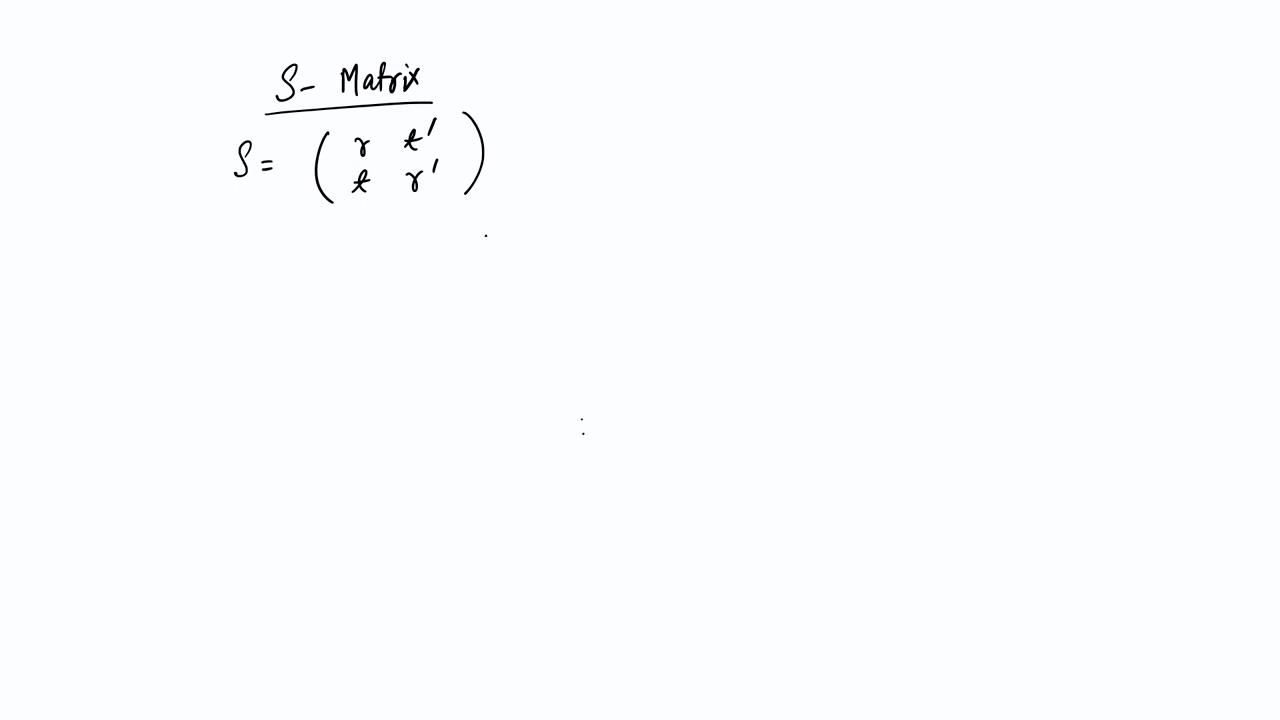 S- Matrix
S = ( r t'
t r' )